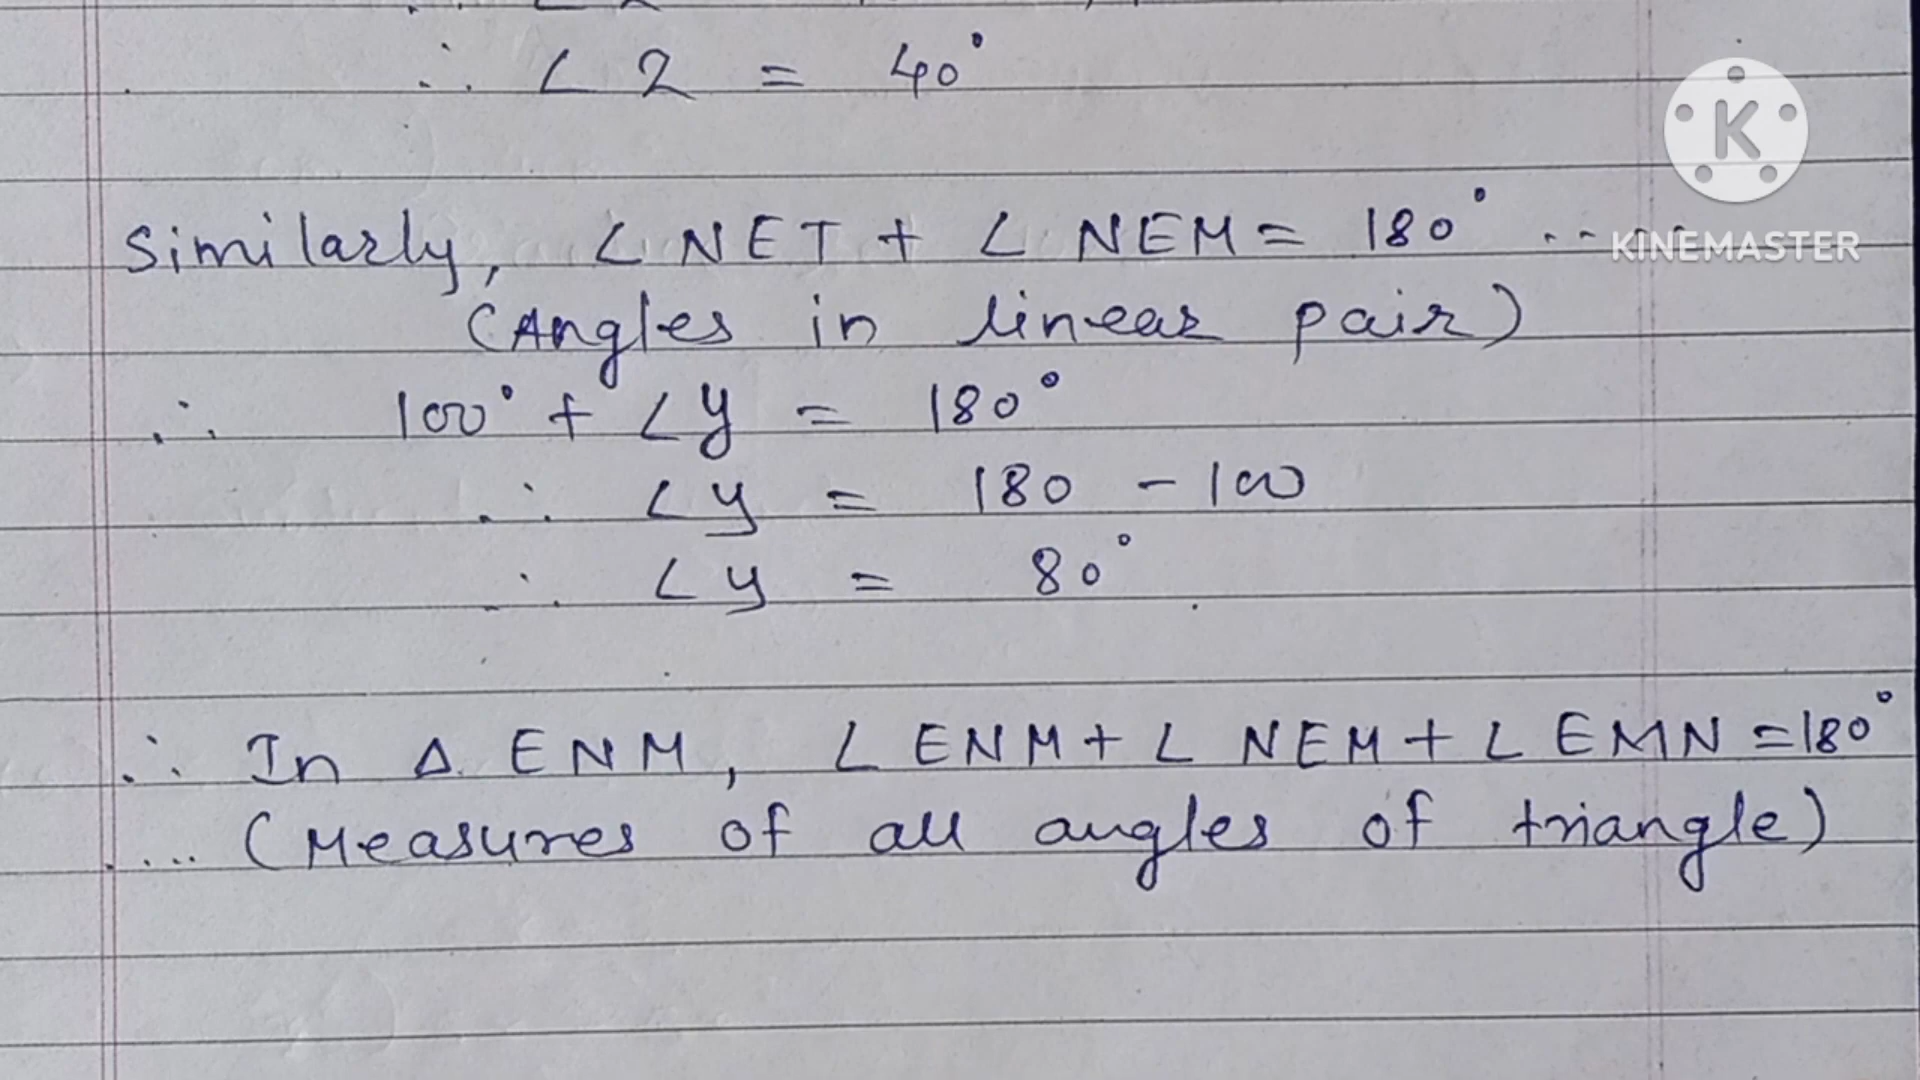 ∴ ∠ 2 = 40°
Similarly, ∠ NET + ∠ NEM = 180° .....
(Angles in linear pair)
∴ 100° + ∠y = 180°
∴ ∠y = 180 - 100
∴ ∠y = 80°
∴ In Δ ENM, ∠ ENM + ∠ NEM + ∠ EMN = 180°
.... (Measures of all angles of triangle)
K
KINEMASTER